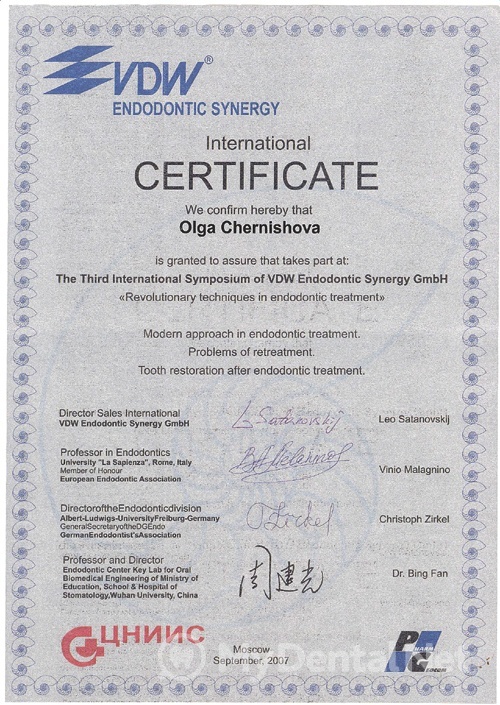 VDW®
ENDODONTIC SYNERGY
International
CERTIFICATE
We confirm hereby that
Olga Chernishova
is granted to assure that takes part at:
The Third International Symposium of VDW Endodontic Synergy GmbH
«Revolutionary techniques in endodontic treatment»
Modern approach in endodontic treatment.
Problems of retreatment.
Tooth restoration after endodontic treatment.
Director Sales International
VDW Endodontic Synergy GmbH
L. Satanovskij
Leo Satanovskij
Professor in Endodontics
University "La Sapienza", Rome, Italy
Member of Honour
European Endodontic Association
Vinio Malagnino
DirectoroftheEndodonticdivision
Albert-Ludwigs-UniversityFreiburg-Germany
GeneralSecretaryoftheDGEndo
GermanEndodontist'sAssociation
Christoph Zirkel
Professor and Director
Endodontic Center Key Lab for Oral
Biomedical Engineering of Ministry of
Education, School & Hospital of
Stomatology,Wuhan University, China
Dr. Bing Fan
ЦНИИС
Moscow
September, 2007